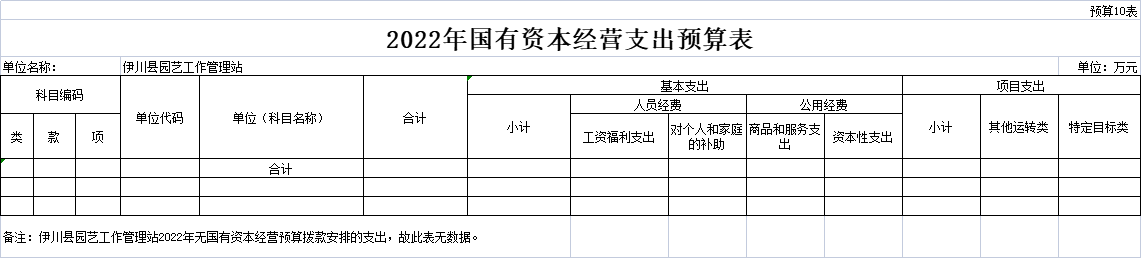 预算10表
2022年国有资本经营支出预算表
单位名称： 伊川县园艺工作管理站 单位：万元
科目编码 单位代码 单位（科目名称） 合计 基本支出 项目支出
小计 人员经费 公用经费 小计 其他运转类 特定目标类
类 款 项 工资福利支出 对个人和家庭的补助 商品和服务支出 资本性支出
合计
备注：伊川县园艺工作管理站2022年无国有资本经营预算拨款安排的支出，故此表无数据。